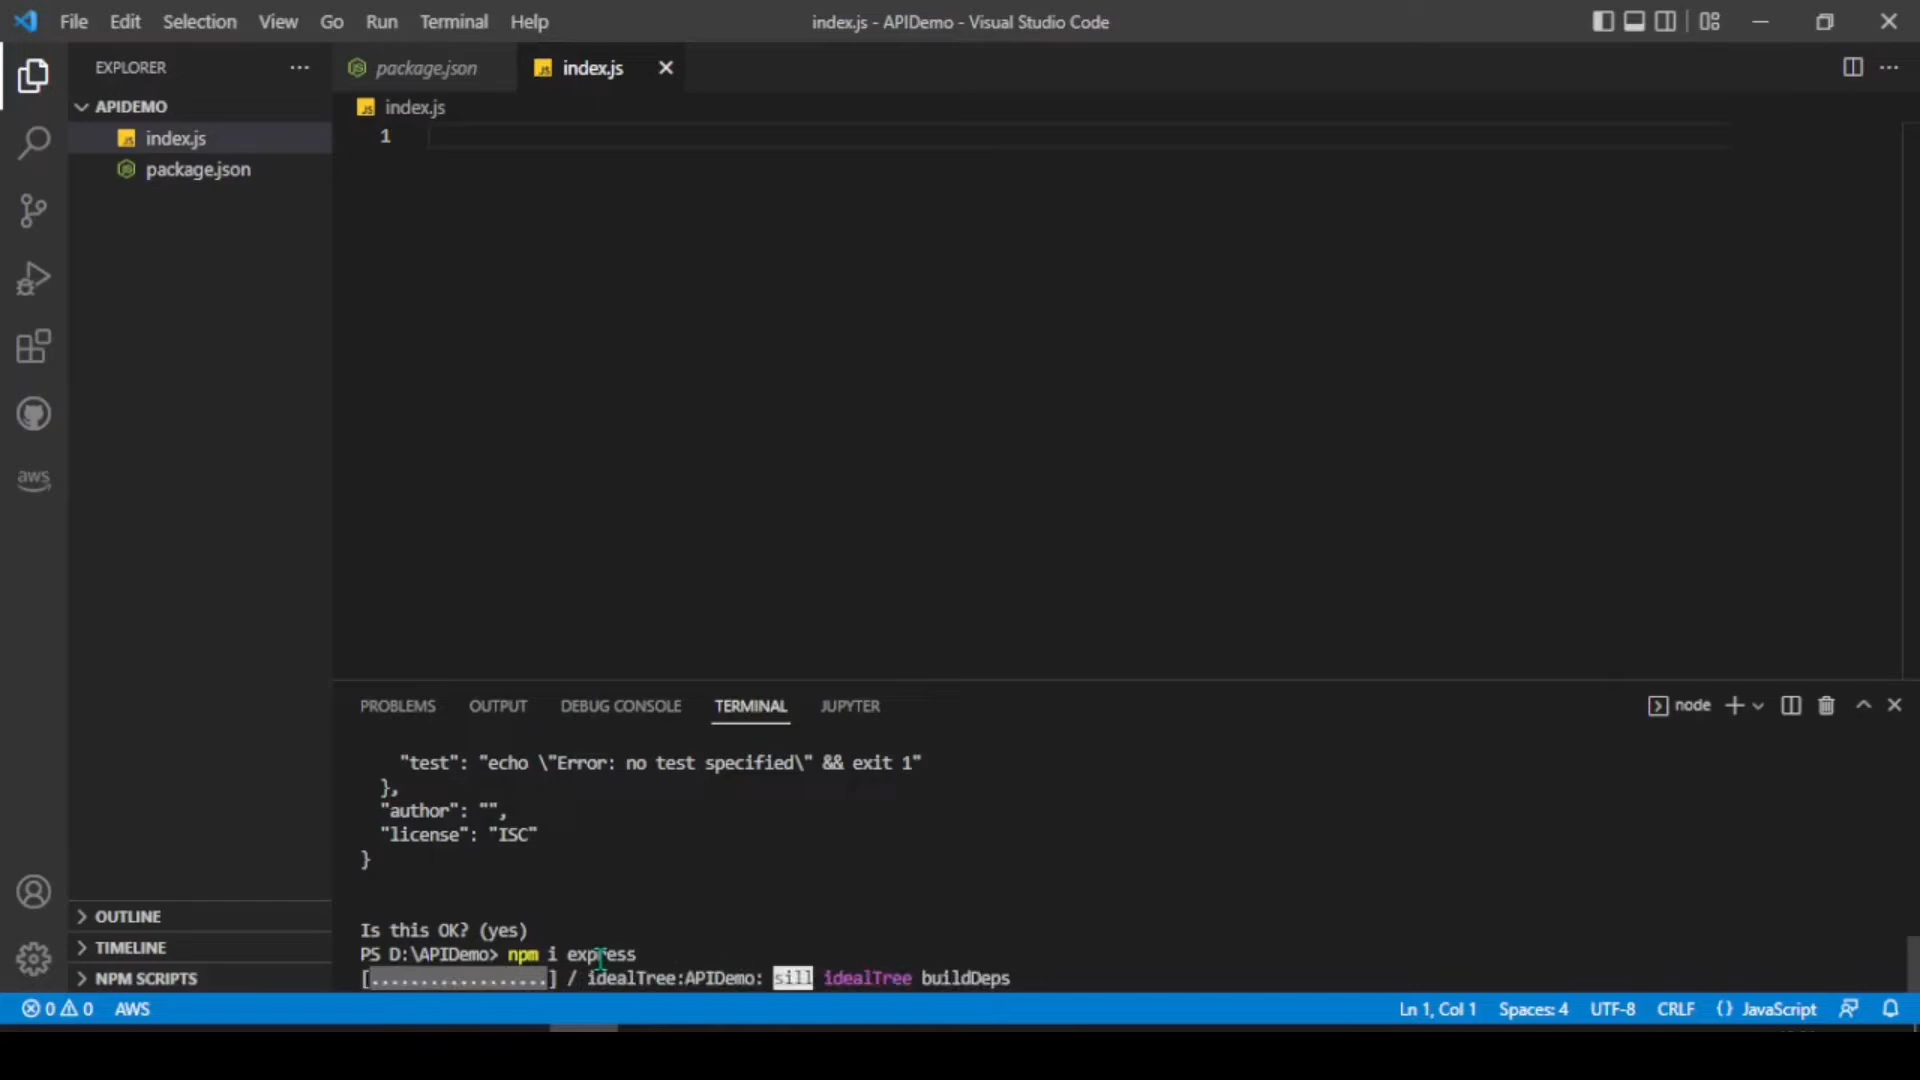 File Edit Selection View Go Run Terminal Help
index.js - APIDemo - Visual Studio Code
EXPLORER
package.json
index.js
APIDEMO
index.js
index.js
package.json
1
aws
PROBLEMS OUTPUT DEBUG CONSOLE TERMINAL JUPYTER
node
"test": "echo \"Error: no test specified\" && exit 1"
},
"author": "",
"license": "ISC"
}
Is this OK? (yes)
PS D:\APIDemo> npm i express
[..................] / idealTree:APIDemo: sill idealTree buildDeps
OUTLINE
TIMELINE
NPM SCRIPTS
0 0 AWS
Ln 1, Col 1 Spaces: 4 UTF-8 CRLF {} JavaScript